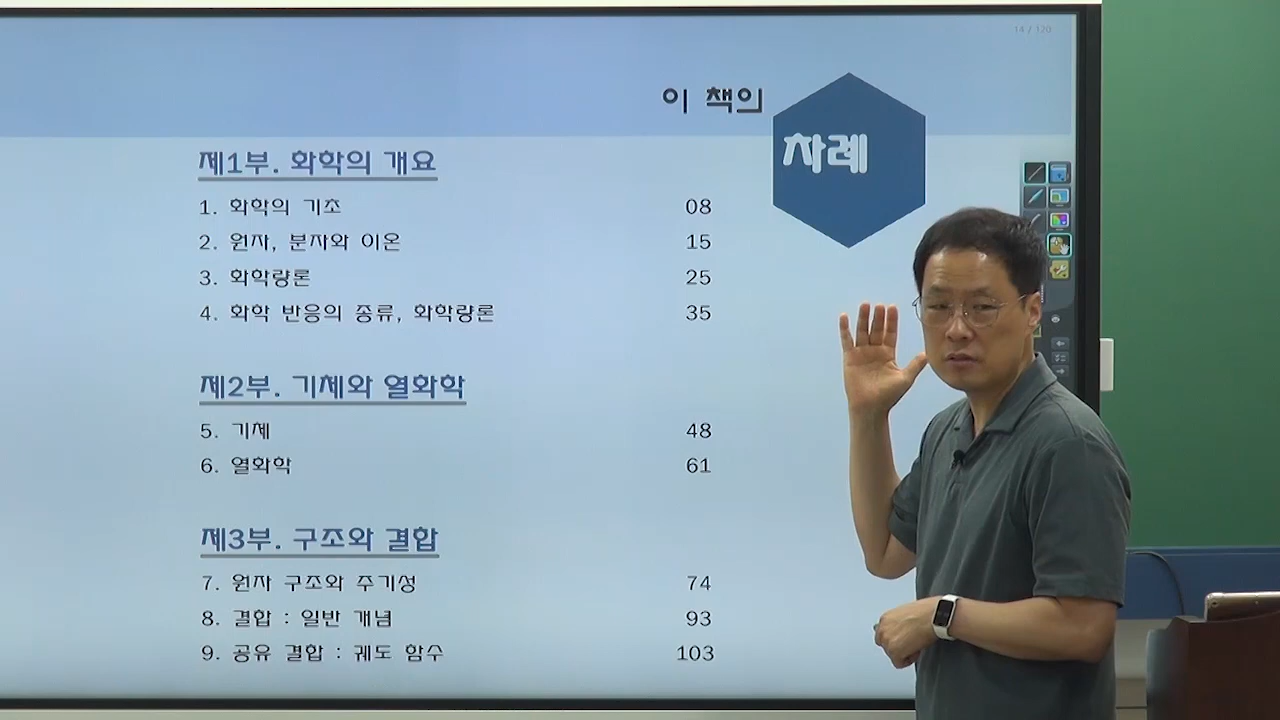 14 / 120
이 책의
차례
제1부. 화학의 개요
1. 화학의 기초 08
2. 원자, 분자와 이온 15
3. 화학량론 25
4. 화학 반응의 종류, 화학량론 35
제2부. 기체와 열화학
5. 기체 48
6. 열화학 61
제3부. 구조와 결합
7. 원자 구조와 주기성 74
8. 결합 : 일반 개념 93
9. 공유 결합 : 궤도 함수 103